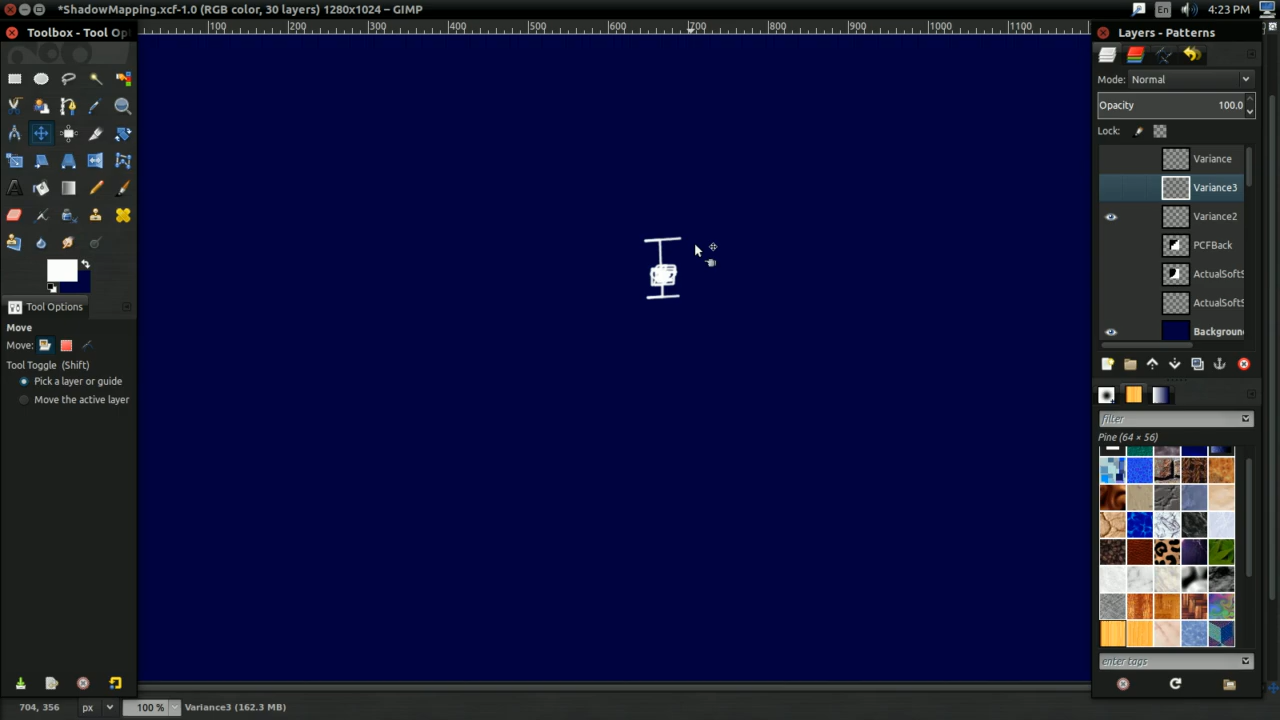 *ShadowMapping.xcf-1.0 (RGB color, 30 layers) 1280x1024 – GIMP
En
4:23 PM
Toolbox - Tool Op
100
200
300
400
500
600
700
800
900
1000
1100
Layers - Patterns
Mode: Normal
Opacity
100.0
Lock:
Variance
Variance3
Variance2
PCFBack
ActualSoftS
ActualSoftS
Backgroun
Tool Options
Move
Move:
Tool Toggle (Shift)
Pick a layer or guide
Move the active layer
filter
Pine (64 × 56)
enter tags
704, 356
px
100 %
Variance3 (162.3 MB)